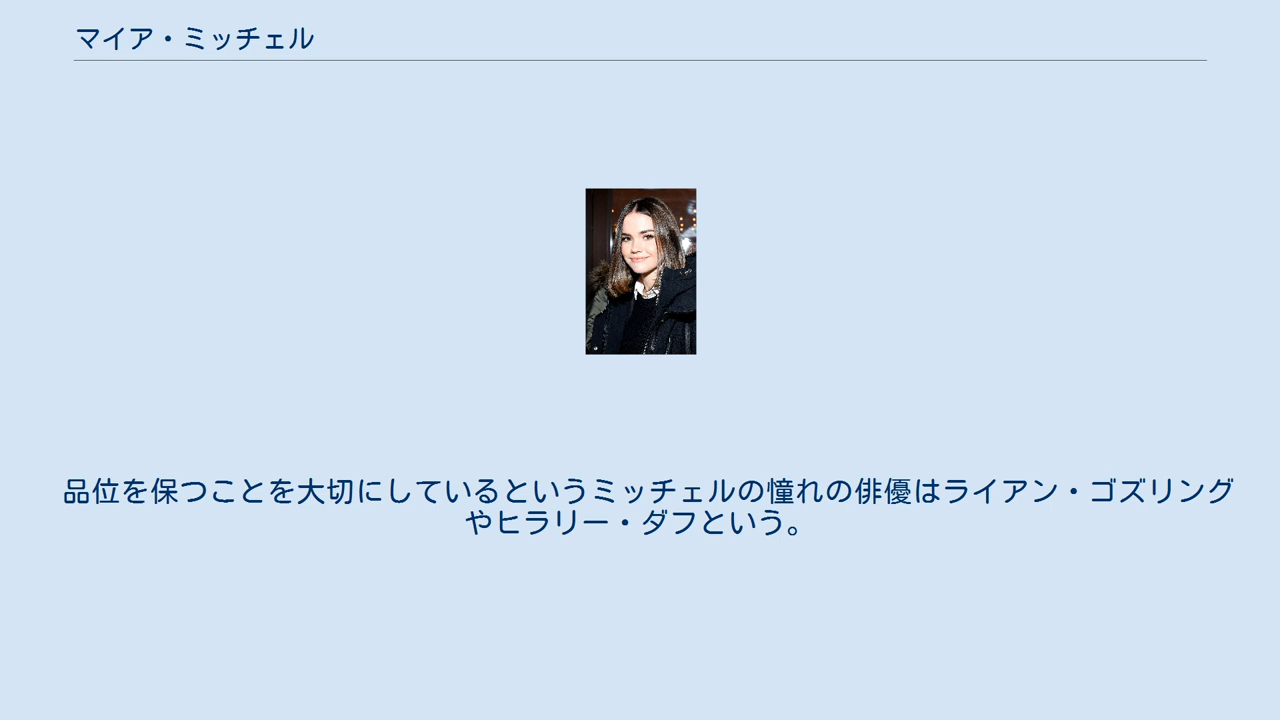 マイア・ミッチェル
品位を保つことを大切にしているというミッチェルの憧れの俳優はライアン・ゴズリング
やヒラリー・ダフという。